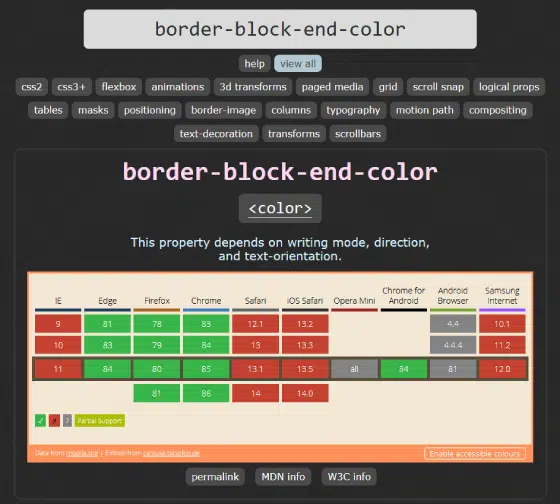 border-block-end-color
help view all
css2 css3+ flexbox animations 3d transforms paged media grid scroll snap logical props
tables masks positioning border-image columns typography motion path compositing
text-decoration transforms scrollbars
border-block-end-color
<color>
This property depends on writing mode, direction,
and text-orientation.
IE Edge Firefox Chrome Safari iOS Safari Opera Mini Chrome for Android Android Browser Samsung Internet
9 81 78 83 12.1 13.2 4.4 10.1
10 83 79 84 13 13.3 4.4.4 11.2
11 84 80 85 13.1 13.5 all 84 81 12.0
81 86 14 14.0
✓ ✗ ? Partial Support
Data from mozilla.org | Edition from caniuse.bitsofco.de Enable accessible colours
permalink MDN info W3C info